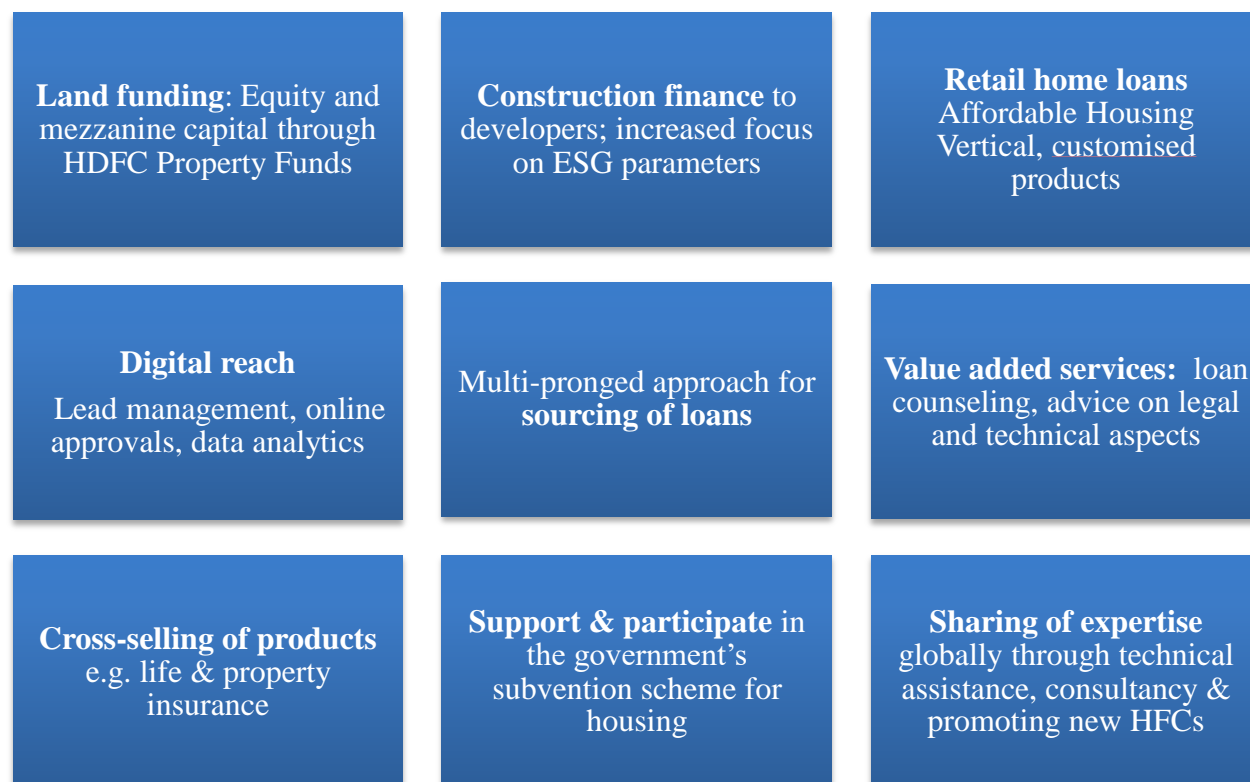 Land funding: Equity and
mezzanine capital through
HDFC Property Funds
Construction finance to
developers; increased focus
on ESG parameters
Retail home loans
Affordable Housing
Vertical, customised
products
Digital reach
Lead management, online
approvals, data analytics
Multi-pronged approach for
sourcing of loans
Value added services: loan
counseling, advice on legal
and technical aspects
Cross-selling of products
e.g. life & property
insurance
Support & participate in
the government’s
subvention scheme for
housing
Sharing of expertise
globally through technical
assistance, consultancy &
promoting new HFCs